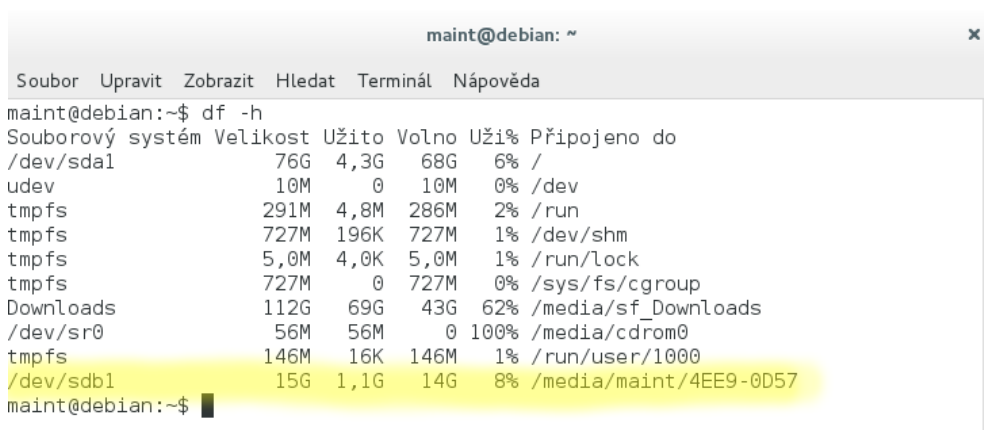 maint@debian: ~ ×
Soubor Upravit Zobrazit Hledat Terminál Nápověda
maint@debian:~$ df -h
Souborový systém Velikost Užito Volno Uži% Připojeno do
/dev/sda1 76G 4,3G 68G 6% /
udev 10M 0 10M 0% /dev
tmpfs 291M 4,8M 286M 2% /run
tmpfs 727M 196K 727M 1% /dev/shm
tmpfs 5,0M 4,0K 5,0M 1% /run/lock
tmpfs 727M 0 727M 0% /sys/fs/cgroup
Downloads 112G 69G 43G 62% /media/sf_Downloads
/dev/sr0 56M 56M 0 100% /media/cdrom0
tmpfs 146M 16K 146M 1% /run/user/1000
/dev/sdb1 15G 1,1G 14G 8% /media/maint/4EE9-0D57
maint@debian:~$